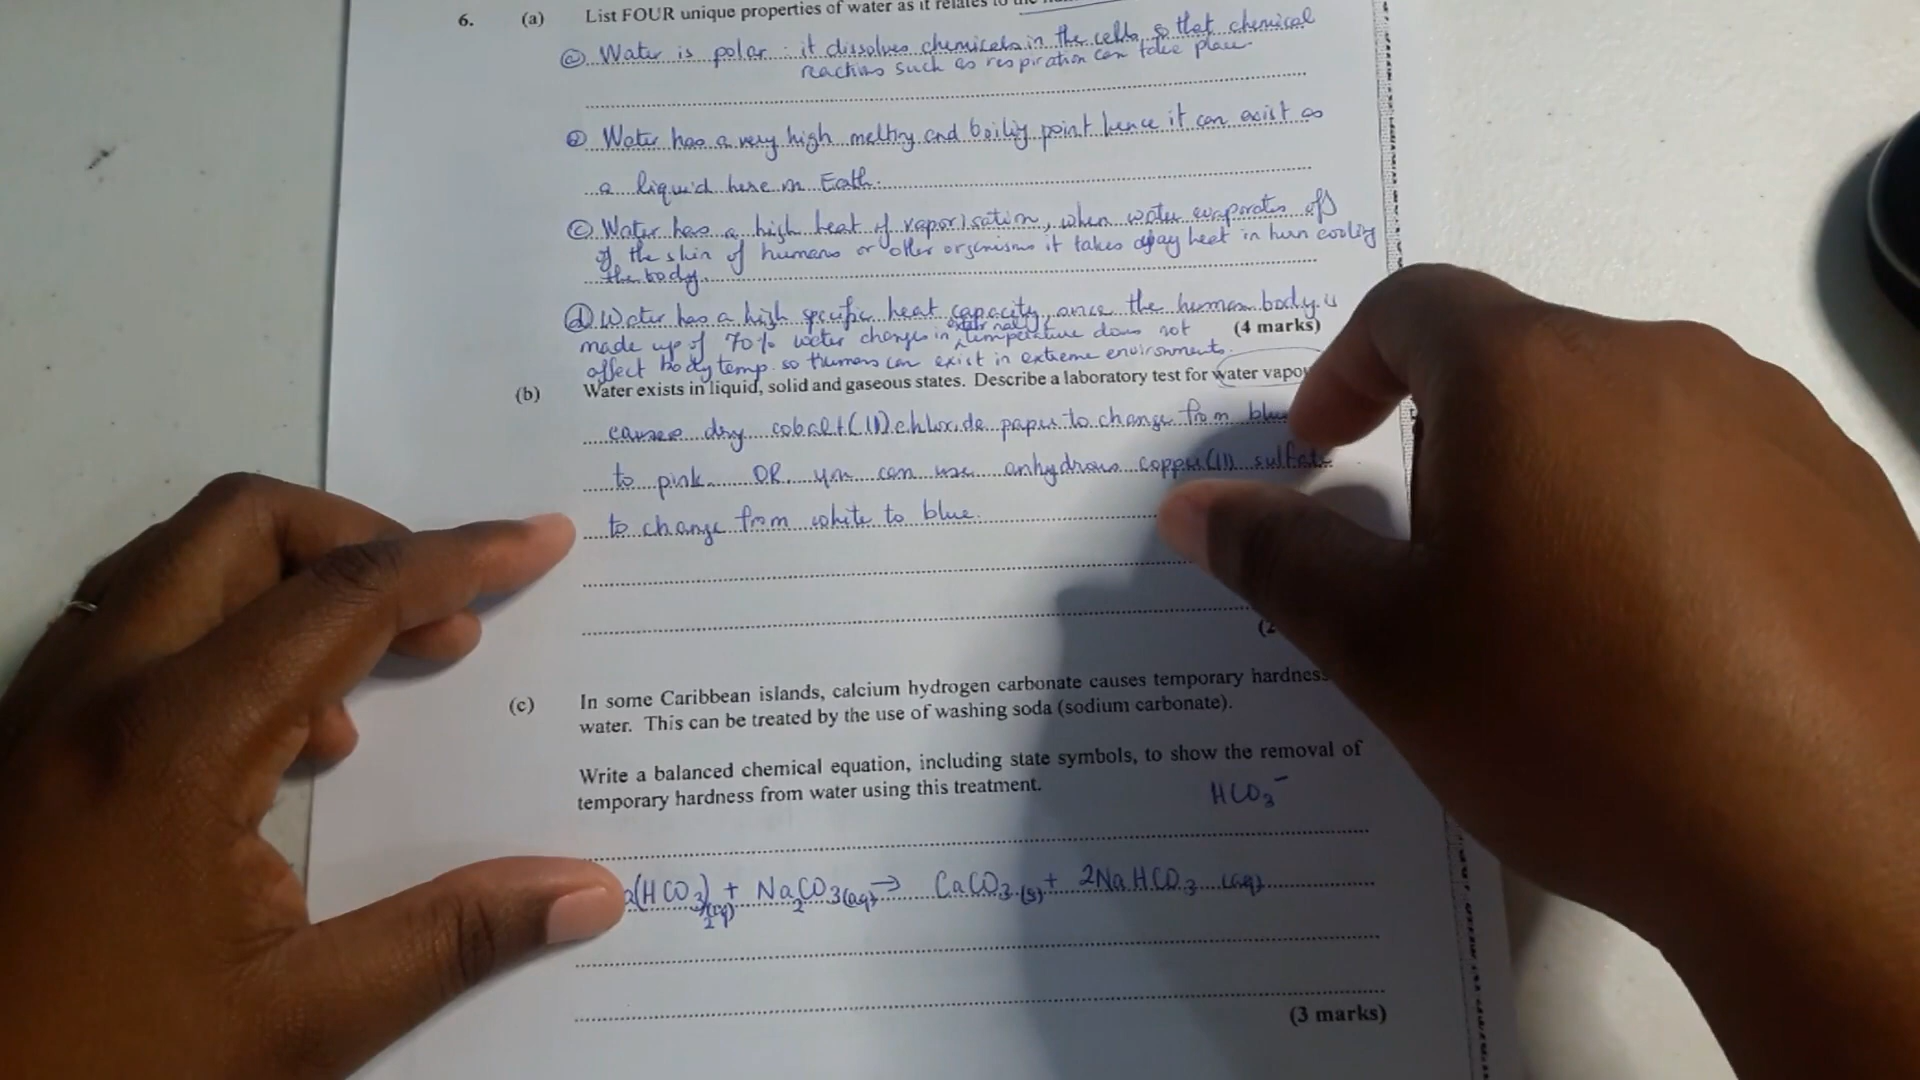 6. (a) List FOUR unique properties of water as it relates to the
ⓐ Water is polar : it dissolves chemicals in the cells, so that chemical
reactions such as respiration can take place
Water has a very high melting and boiling point hence it can exist as
a liquid here on Earth.
ⓒ Water has a high heat of vaporisation, when water evaporates off
of the skin of humans or other organisms it takes away heat in turn cooling
the body.
ⓓ Water has a high specific heat capacity, since the human body is
made up of 70% water changes in externally temperature does not (4 marks)
affect body temp. so humans can exist in extreme environments.
(b) Water exists in liquid, solid and gaseous states. Describe a laboratory test for water
causes dry cobalt(II) chloride paper to change from blue
to pink. OR you can use anhydrous copper(II) sulfate
to change from white to blue.
(c) In some Caribbean islands, calcium hydrogen carbonate causes temporary hardness
water. This can be treated by the use of washing soda (sodium carbonate).
Write a balanced chemical equation, including state symbols, to show the removal of
temporary hardness from water using this treatment.
HCO₃⁻
a(HCO₃)₂(aq) + Na₂CO₃(aq) → CaCO₃(s) + 2NaHCO₃ (aq)
(3 marks)